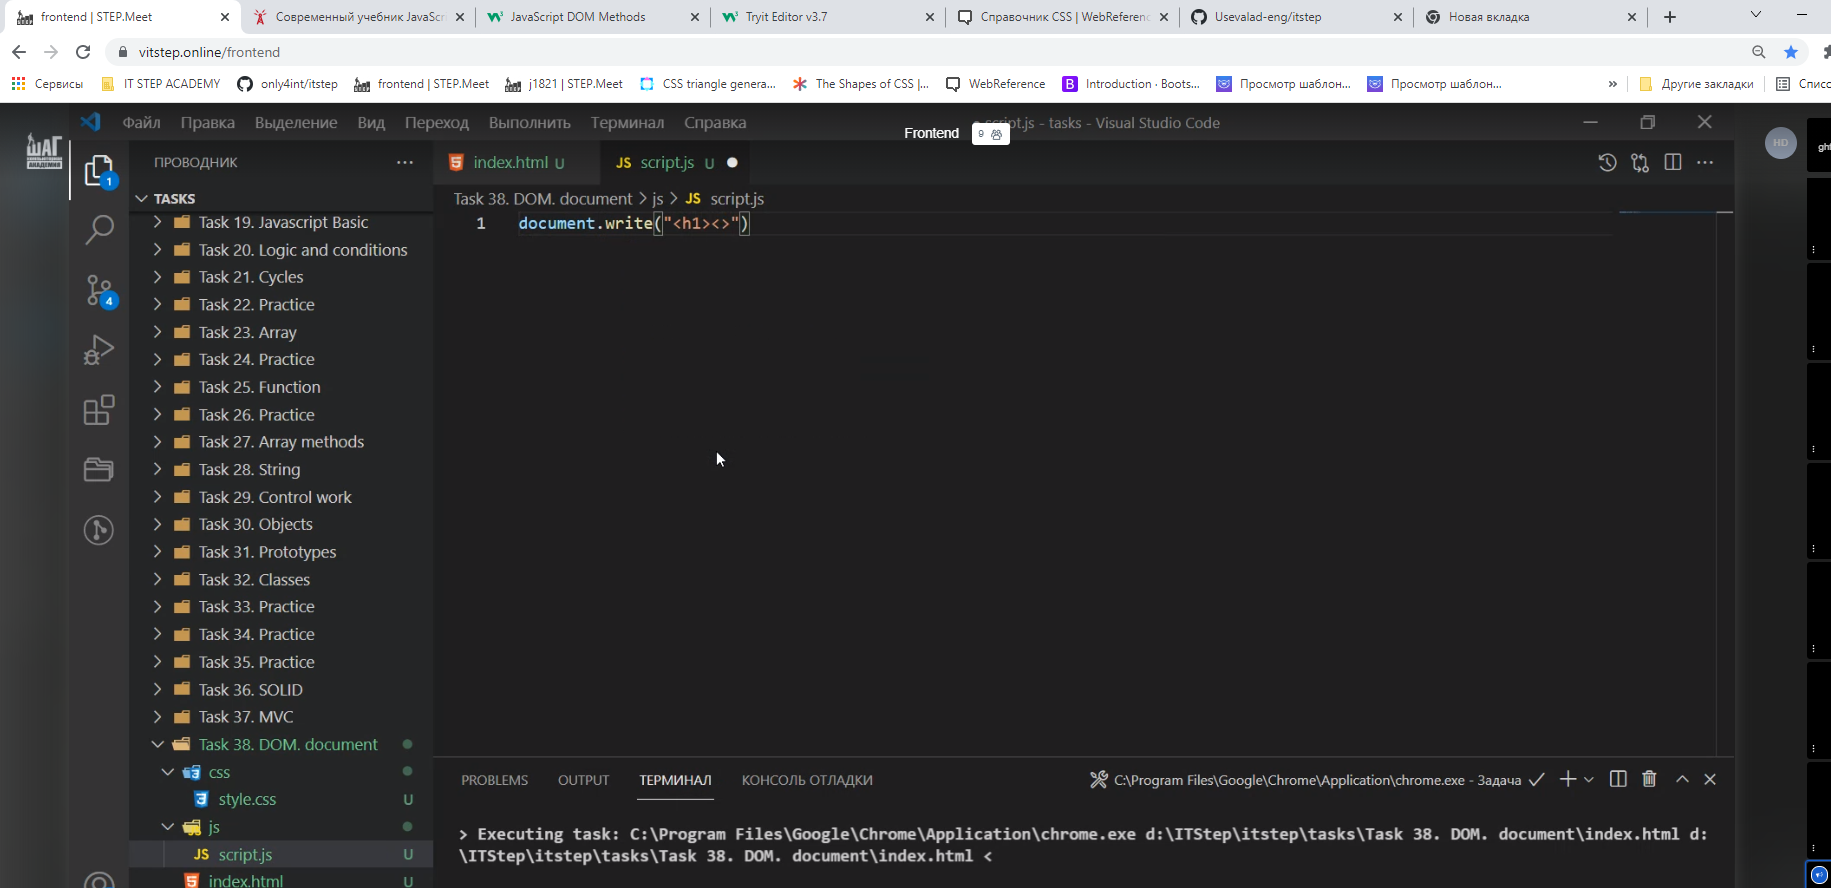 frontend | STEP.Meet
Современный учебник JavaSc
JavaScript DOM Methods
Tryit Editor v3.7
Справочник CSS | WebReferenc
Usevalad-eng/itstep
Новая вкладка
vitstep.online/frontend
Сервисы
IT STEP ACADEMY
only4int/itstep
frontend | STEP.Meet
j1821 | STEP.Meet
CSS triangle genera...
The Shapes of CSS |...
WebReference
Introduction · Boots...
Просмотр шаблон...
Просмотр шаблон...
»
Другие закладки
Списо
ШАГ
Файл Правка Выделение Вид Переход Выполнить Терминал Справка
Frontend 9
script.js - tasks - Visual Studio Code
HD
gh
ПРОВОДНИК
index.html U
JS script.js U
TASKS
Task 38. DOM. document > js > JS script.js
1 document.write("<h1><>")
1
4
Task 19. Javascript Basic
Task 20. Logic and conditions
Task 21. Cycles
Task 22. Practice
Task 23. Array
Task 24. Practice
Task 25. Function
Task 26. Practice
Task 27. Array methods
Task 28. String
Task 29. Control work
Task 30. Objects
Task 31. Prototypes
Task 32. Classes
Task 33. Practice
Task 34. Practice
Task 35. Practice
Task 36. SOLID
Task 37. MVC
Task 38. DOM. document
css
style.css U
js
JS script.js U
index.html U
PROBLEMS OUTPUT ТЕРМИНАЛ КОНСОЛЬ ОТЛАДКИ
C:\Program Files\Google\Chrome\Application\chrome.exe - Задача
> Executing task: C:\Program Files\Google\Chrome\Application\chrome.exe d:\ITStep\itstep\tasks\Task 38. DOM. document\index.html d:
\ITStep\itstep\tasks\Task 38. DOM. document\index.html <